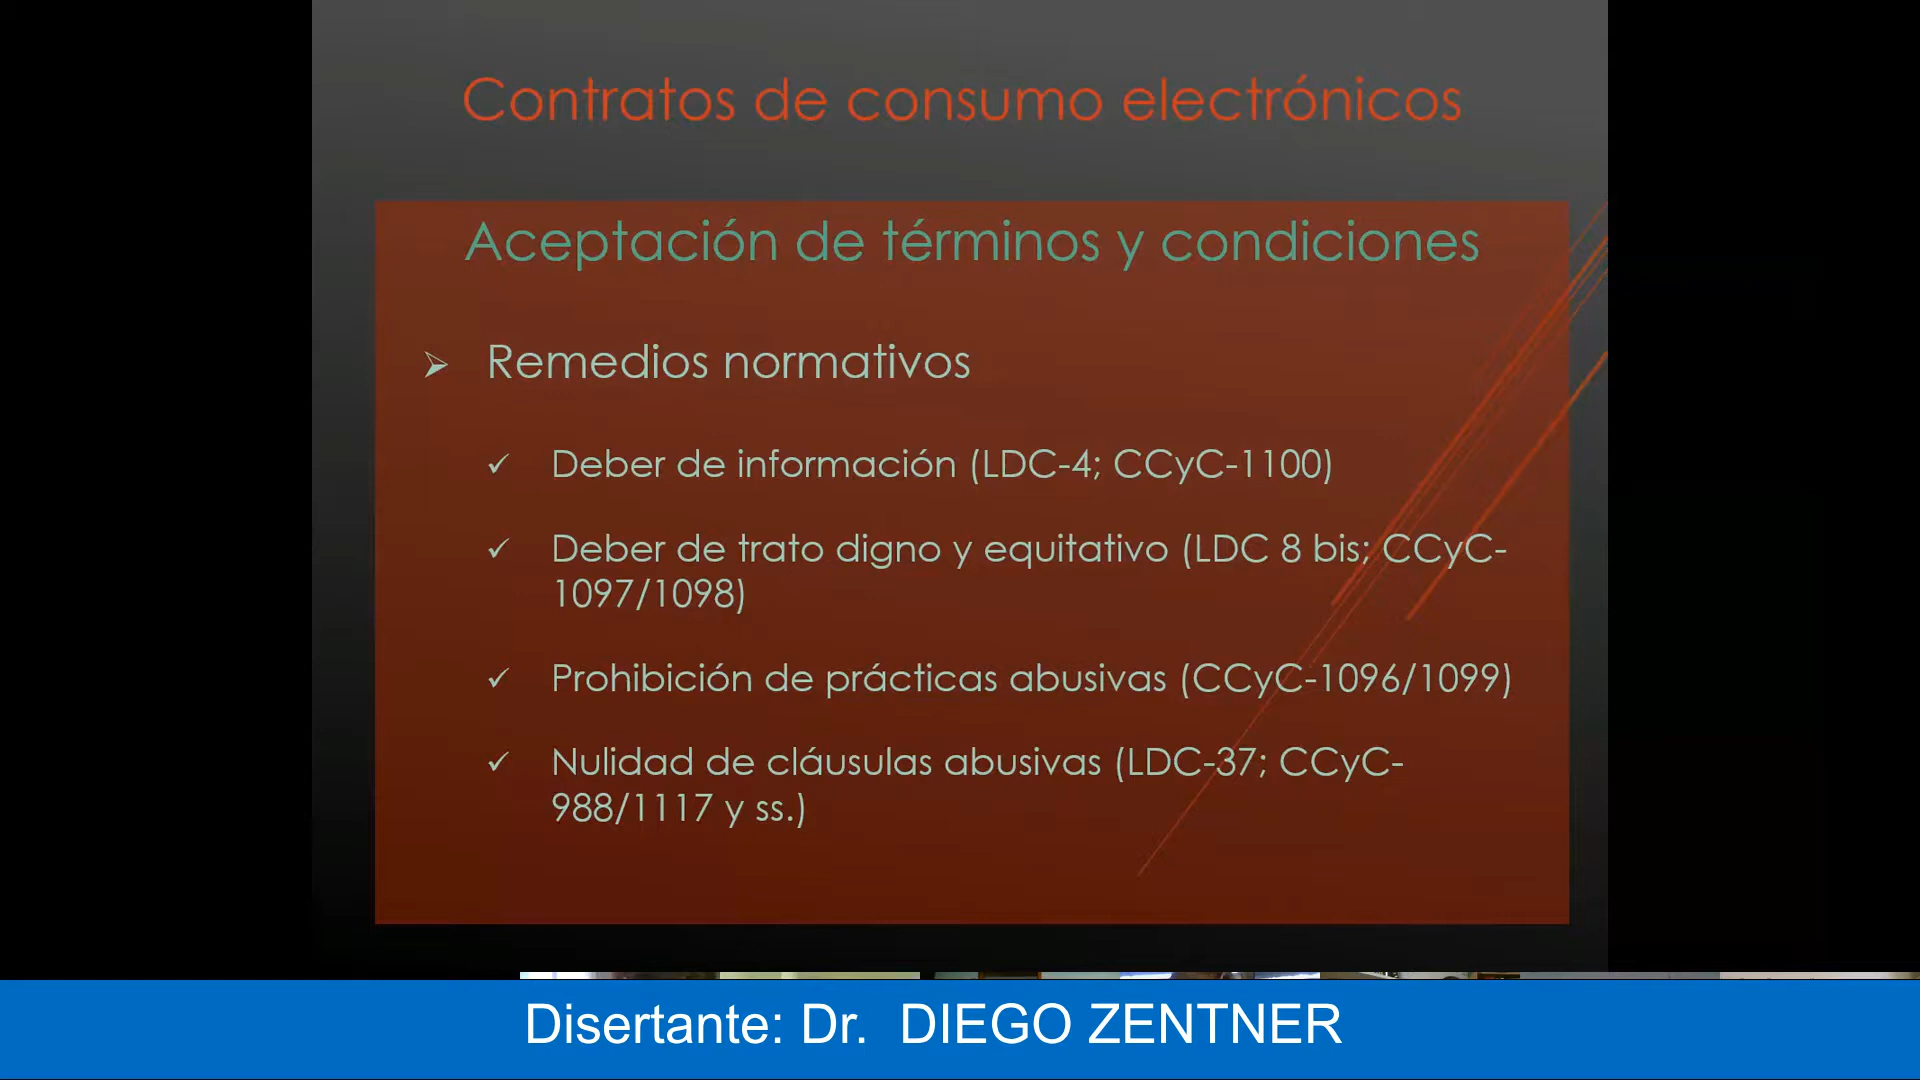 Contratos de consumo electrónicos
Aceptación de términos y condiciones
Remedios normativos
Deber de información (LDC-4; CCyC-1100)
Deber de trato digno y equitativo (LDC 8 bis; CCyC-
1097/1098)
Prohibición de prácticas abusivas (CCyC-1096/1099)
Nulidad de cláusulas abusivas (LDC-37; CCyC-
988/1117 y ss.)
Disertante: Dr.  DIEGO ZENTNER